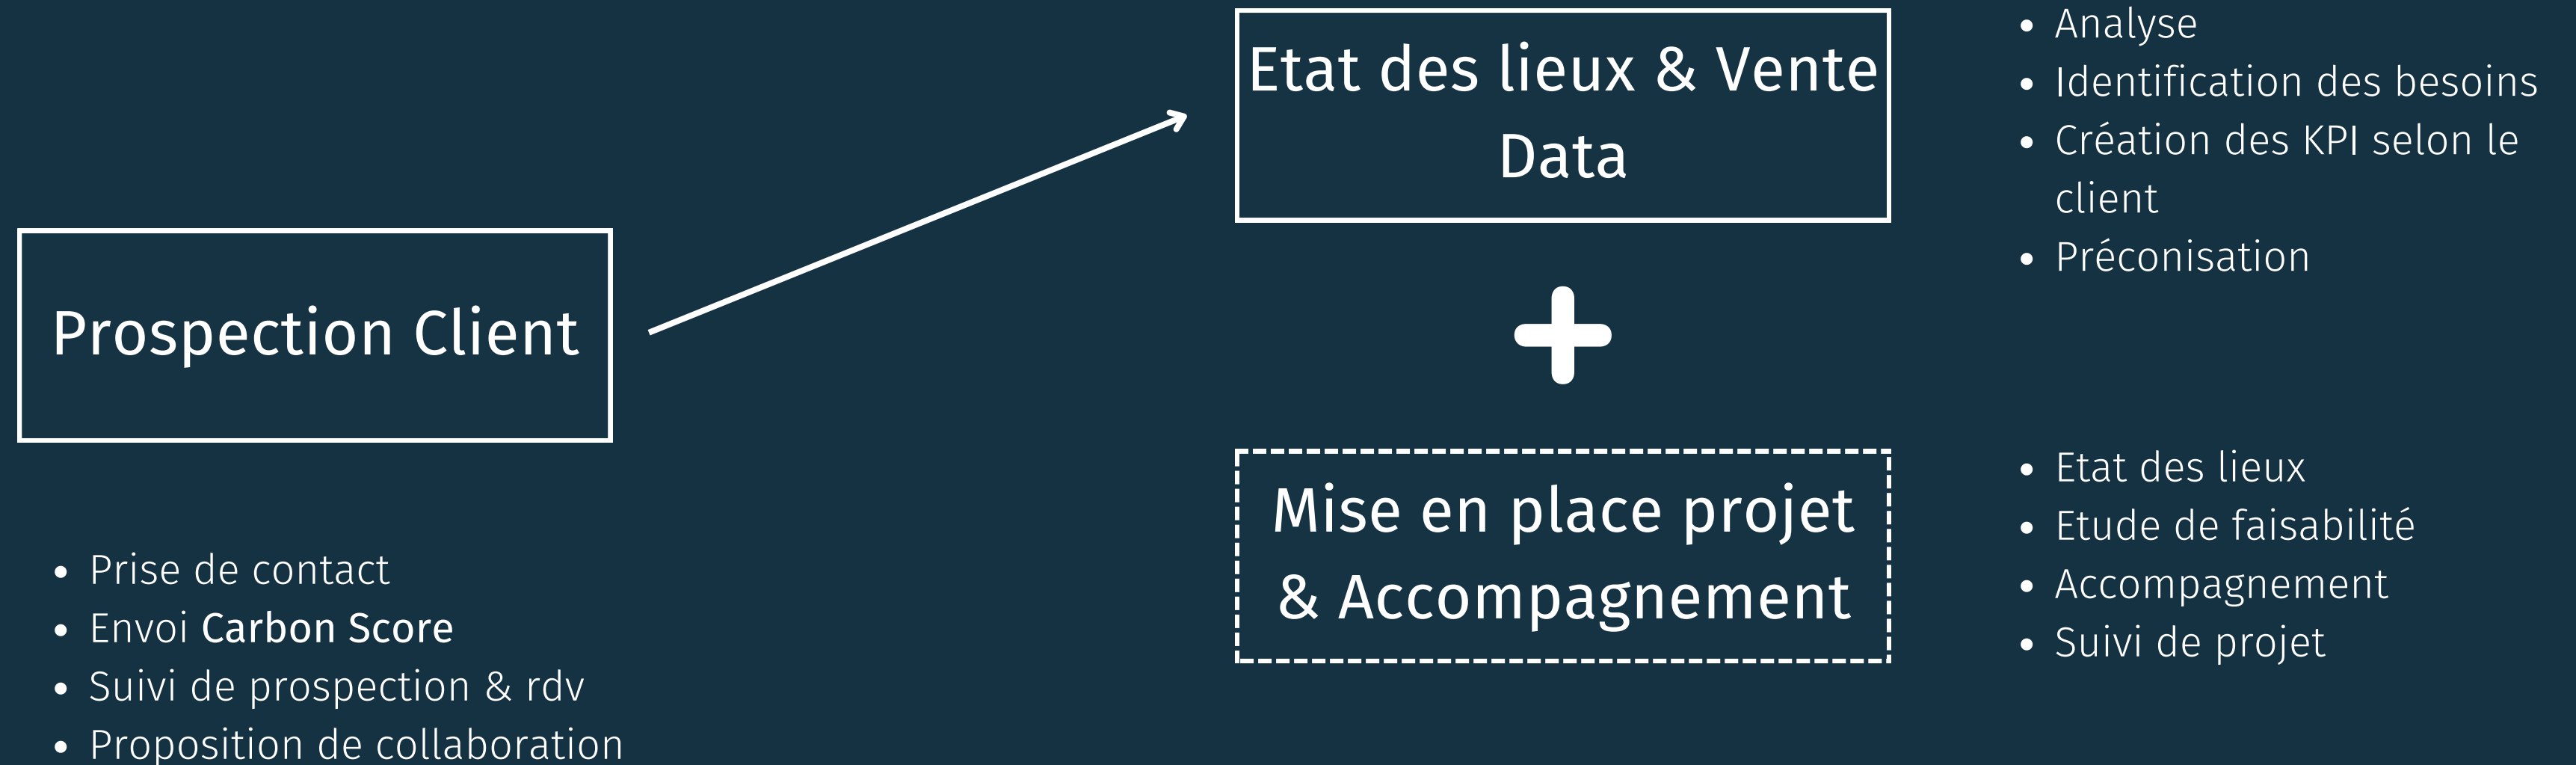 Prospection Client
• Prise de contact
• Envoi Carbon Score
• Suivi de prospection & rdv
• Proposition de collaboration
Etat des lieux & Vente
Data
• Analyse
• Identification des besoins
• Création des KPI selon le
client
• Préconisation
+
Mise en place projet
& Accompagnement
• Etat des lieux
• Etude de faisabilité
• Accompagnement
• Suivi de projet